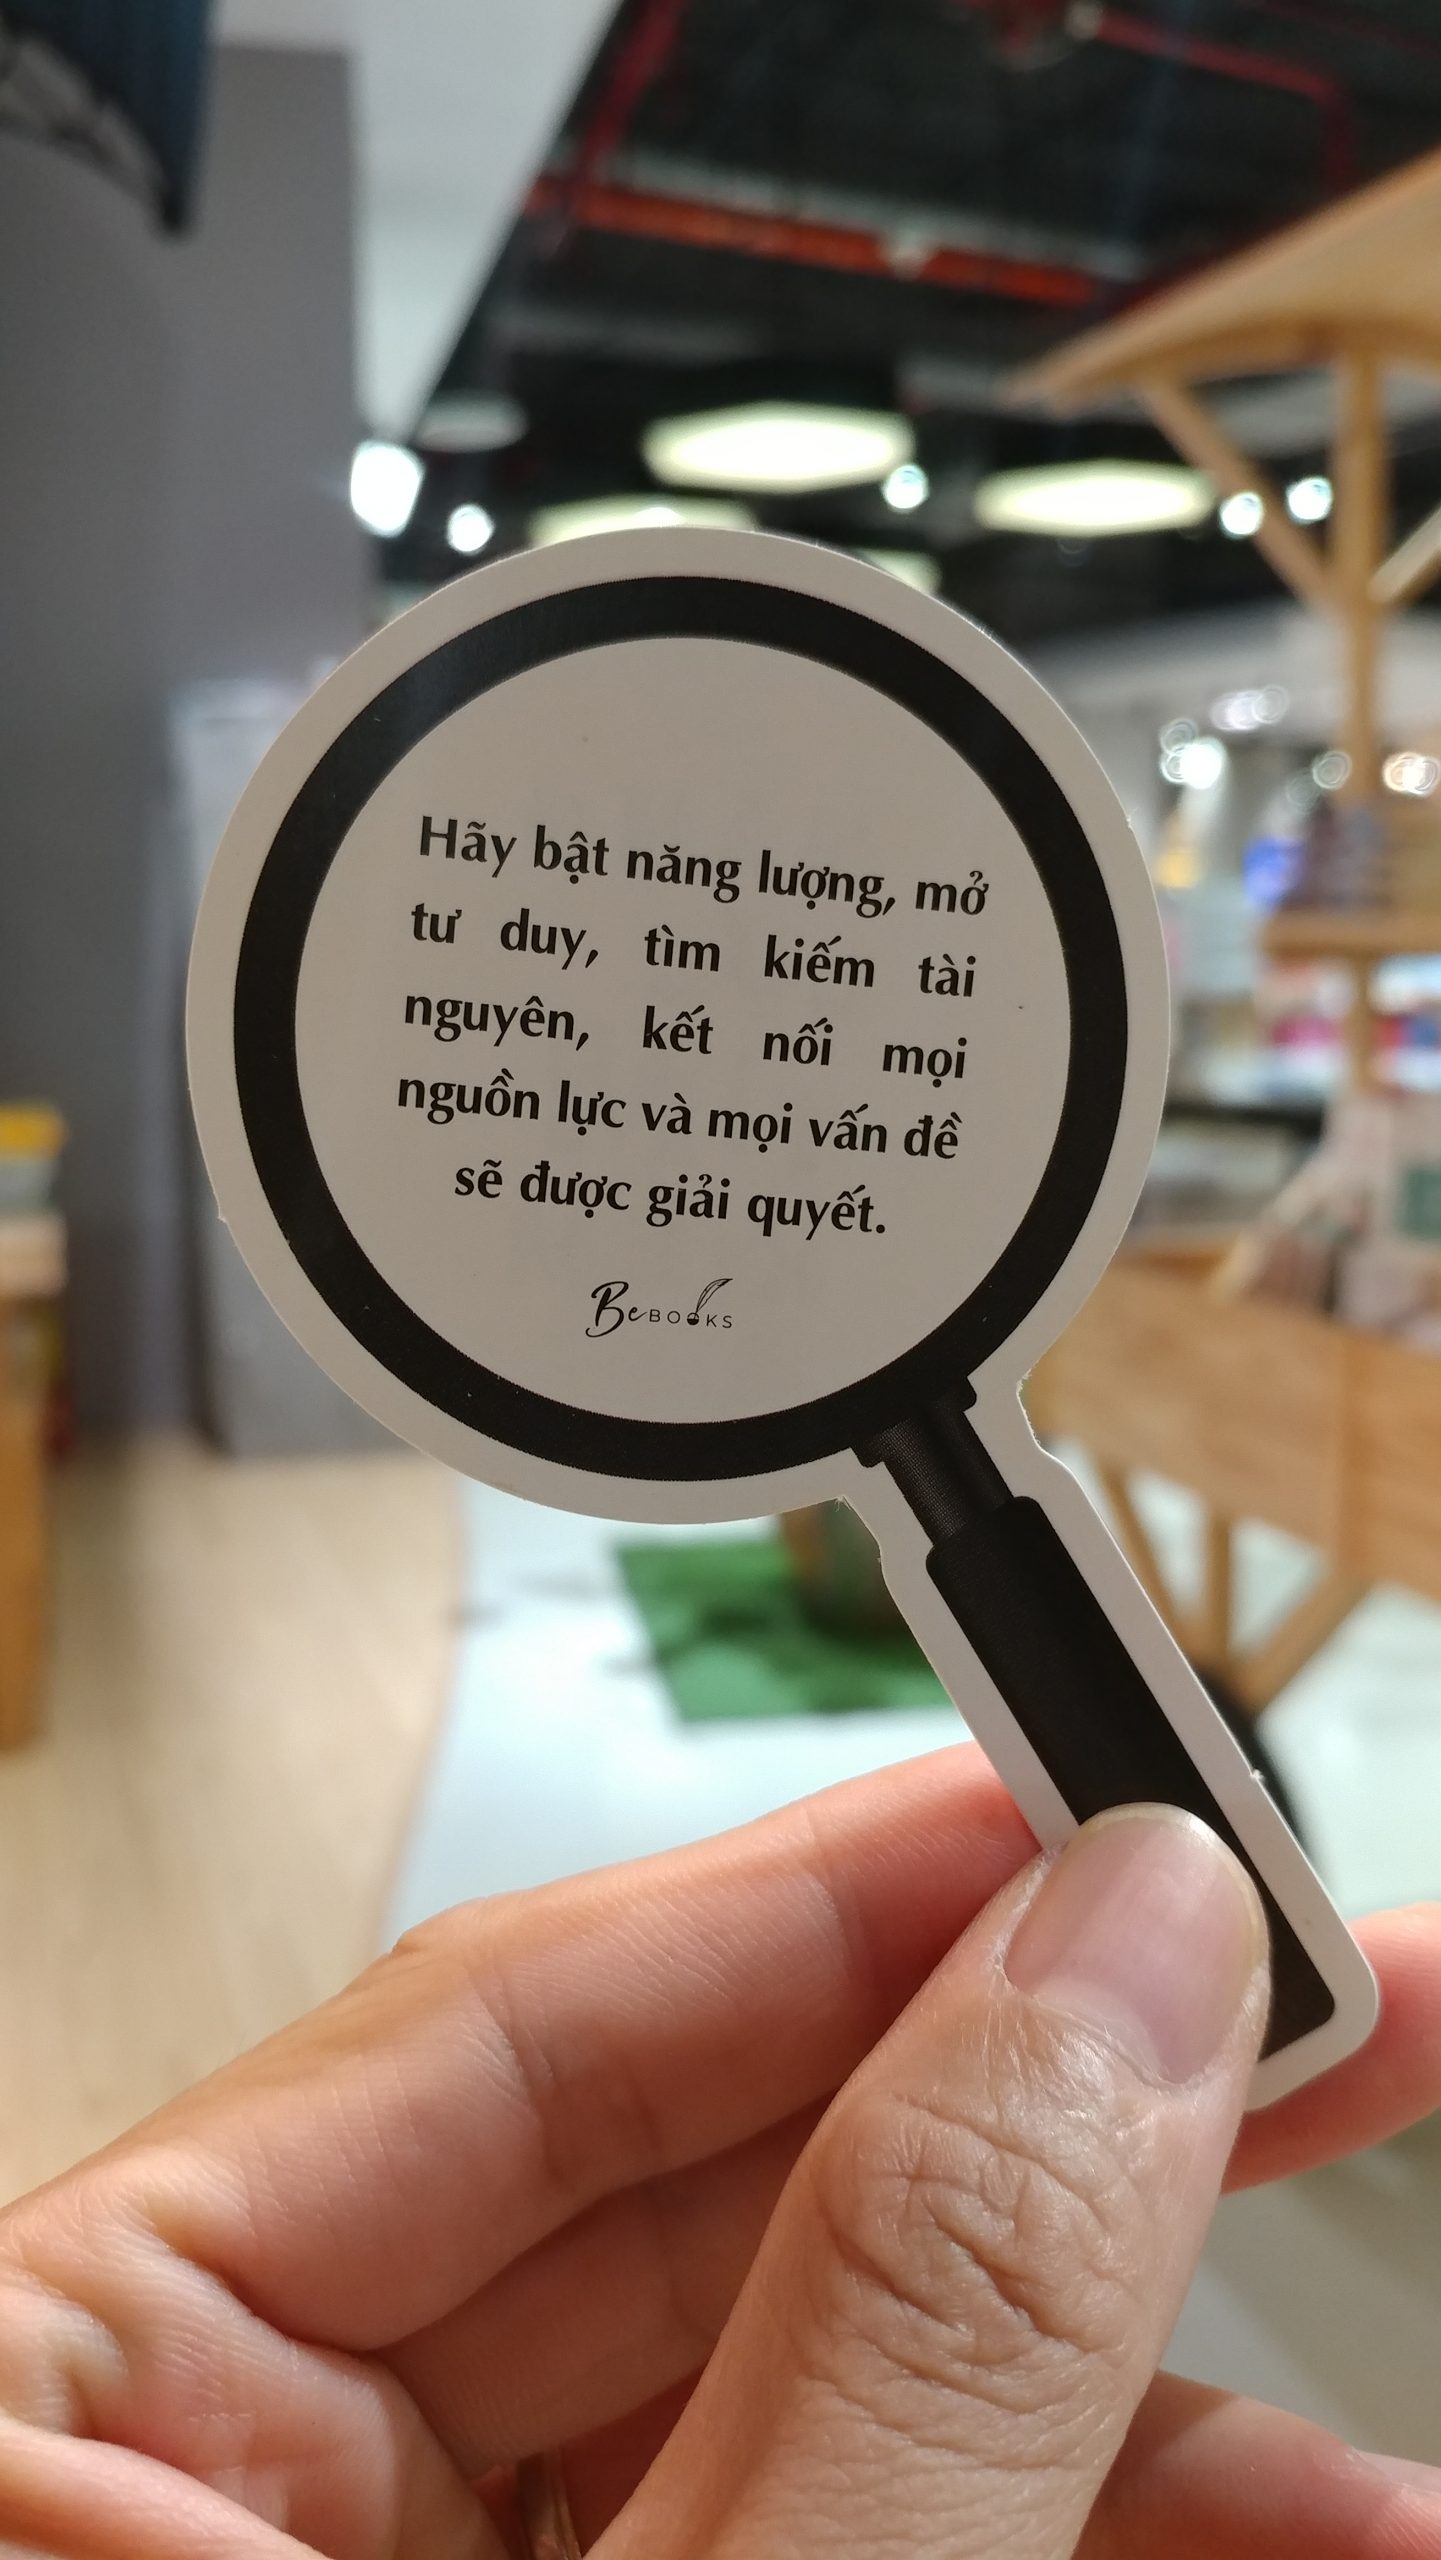 Hãy bật năng lượng, mở
tư duy, tìm kiếm tài
nguyên, kết nối mọi
nguồn lực và mọi vấn đề
sẽ được giải quyết.
BeBOOKS